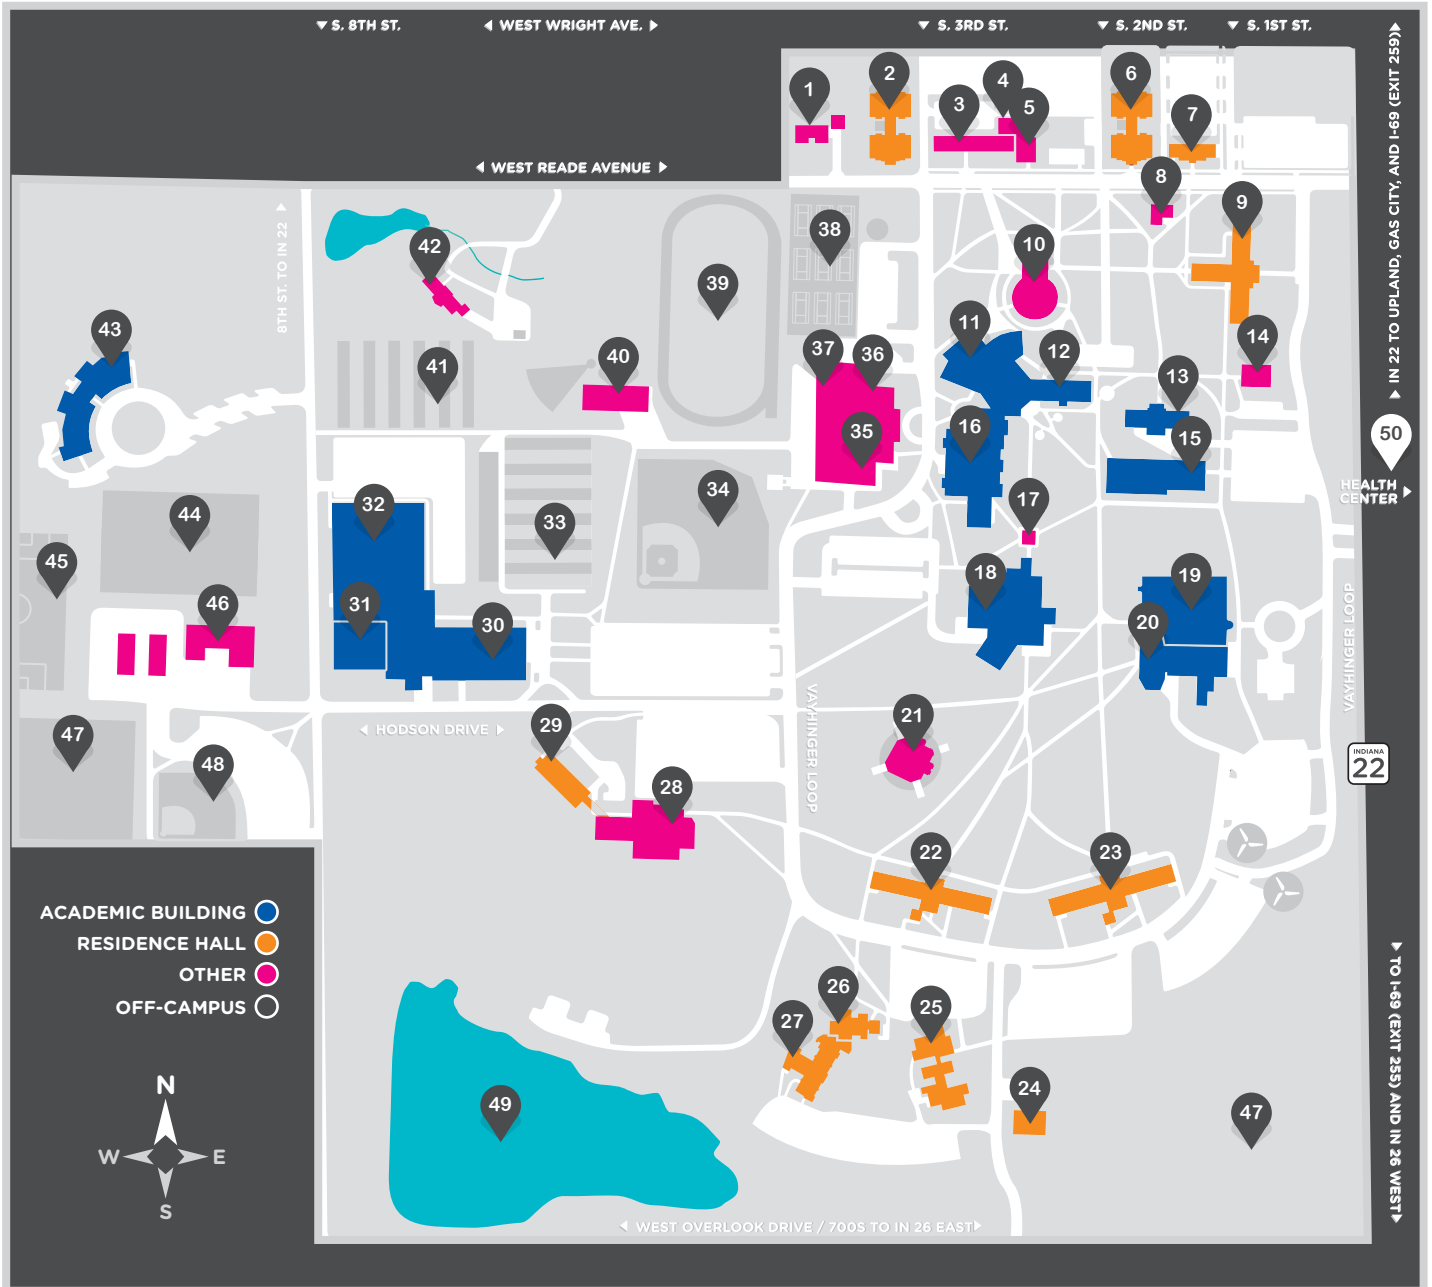 S. 8TH ST.
WEST WRIGHT AVE.
S. 3RD ST.
S. 2ND ST.
S. 1ST ST.
IN 22 TO UPLAND, GAS CITY, AND I-69 (EXIT 259)
1
2
3
4
5
6
7
WEST READE AVENUE
8
9
8TH ST. TO IN 22
42
38
10
39
43
41
40
37
36
11
12
14
13
35
16
15
50
HEALTH
CENTER
44
32
33
34
17
45
46
31
30
18
19
20
VAYHINGER LOOP
47
48
HODSON DRIVE
29
28
VAYHINGER LOOP
21
INDIANA
22
22
23
ACADEMIC BUILDING
RESIDENCE HALL
OTHER
OFF-CAMPUS
27
26
25
24
49
47
N
W
E
S
TO I-69 (EXIT 255) AND IN 26 WEST
WEST OVERLOOK DRIVE / 700S TO IN 26 EAST